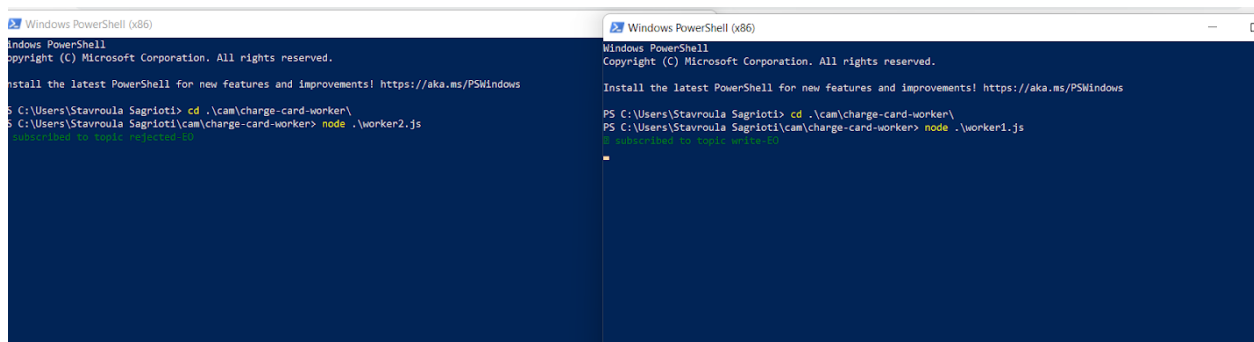 Windows PowerShell (x86)
indows PowerShell
opyright (C) Microsoft Corporation. All rights reserved.
nstall the latest PowerShell for new features and improvements! https://aka.ms/PSWindows
S C:\Users\Stavroula Sagrioti> cd .\cam\charge-card-worker\
S C:\Users\Stavroula Sagrioti\cam\charge-card-worker> node .\worker2.js
subscribed to topic rejected-EO
Windows PowerShell (x86)
Windows PowerShell
Copyright (C) Microsoft Corporation. All rights reserved.
Install the latest PowerShell for new features and improvements! https://aka.ms/PSWindows
PS C:\Users\Stavroula Sagrioti> cd .\cam\charge-card-worker\
PS C:\Users\Stavroula Sagrioti\cam\charge-card-worker> node .\worker1.js
subscribed to topic write-EO